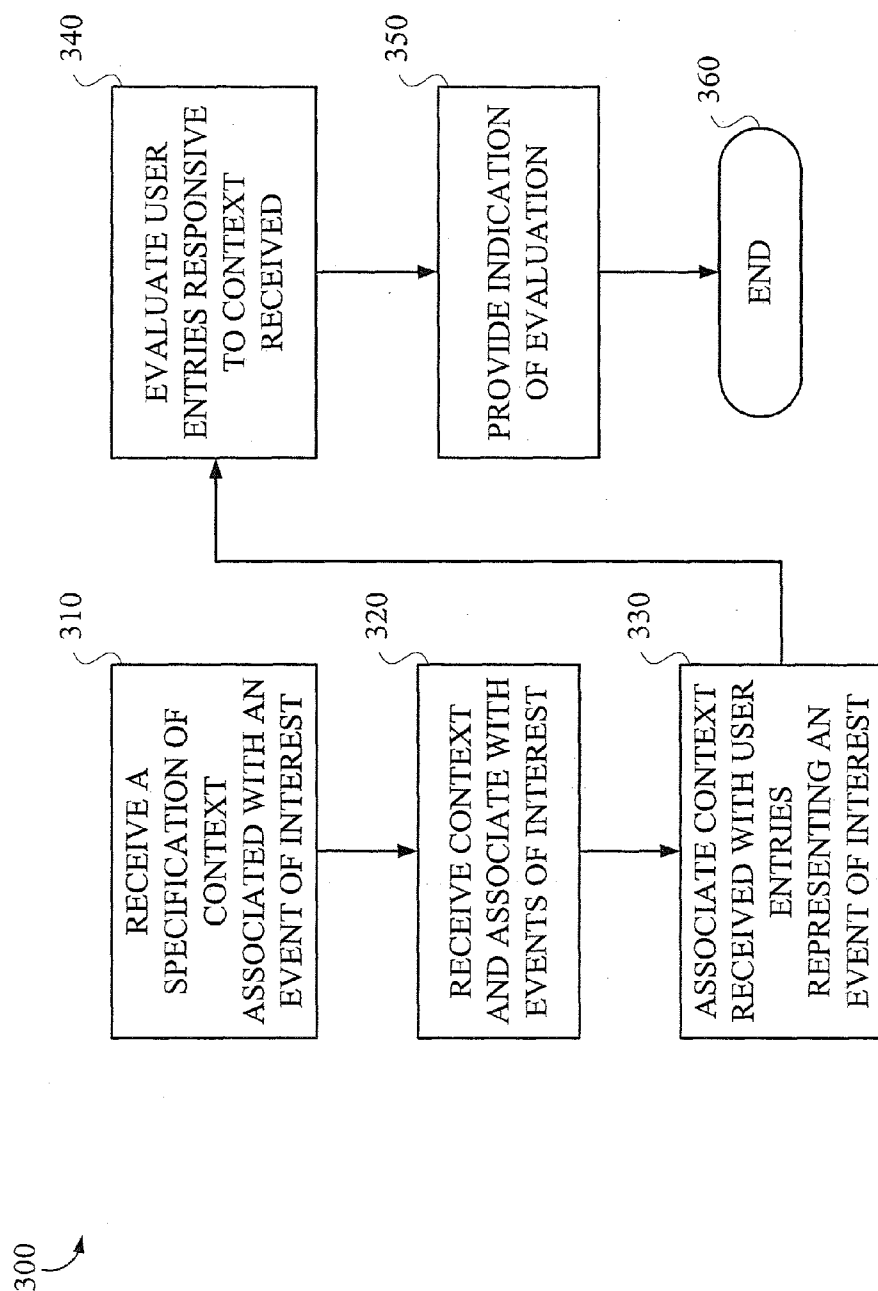 300
310
RECEIVE A
SPECIFICATION OF
CONTEXT
ASSOCIATED WITH AN
EVENT OF INTEREST
320
RECEIVE CONTEXT
AND ASSOCIATE WITH
EVENTS OF INTEREST
330
ASSOCIATE CONTEXT
RECEIVED WITH USER
ENTRIES
REPRESENTING AN
EVENT OF INTEREST
340
EVALUATE USER
ENTRIES RESPONSIVE
TO CONTEXT
RECEIVED
350
PROVIDE INDICATION
OF EVALUATION
360
END